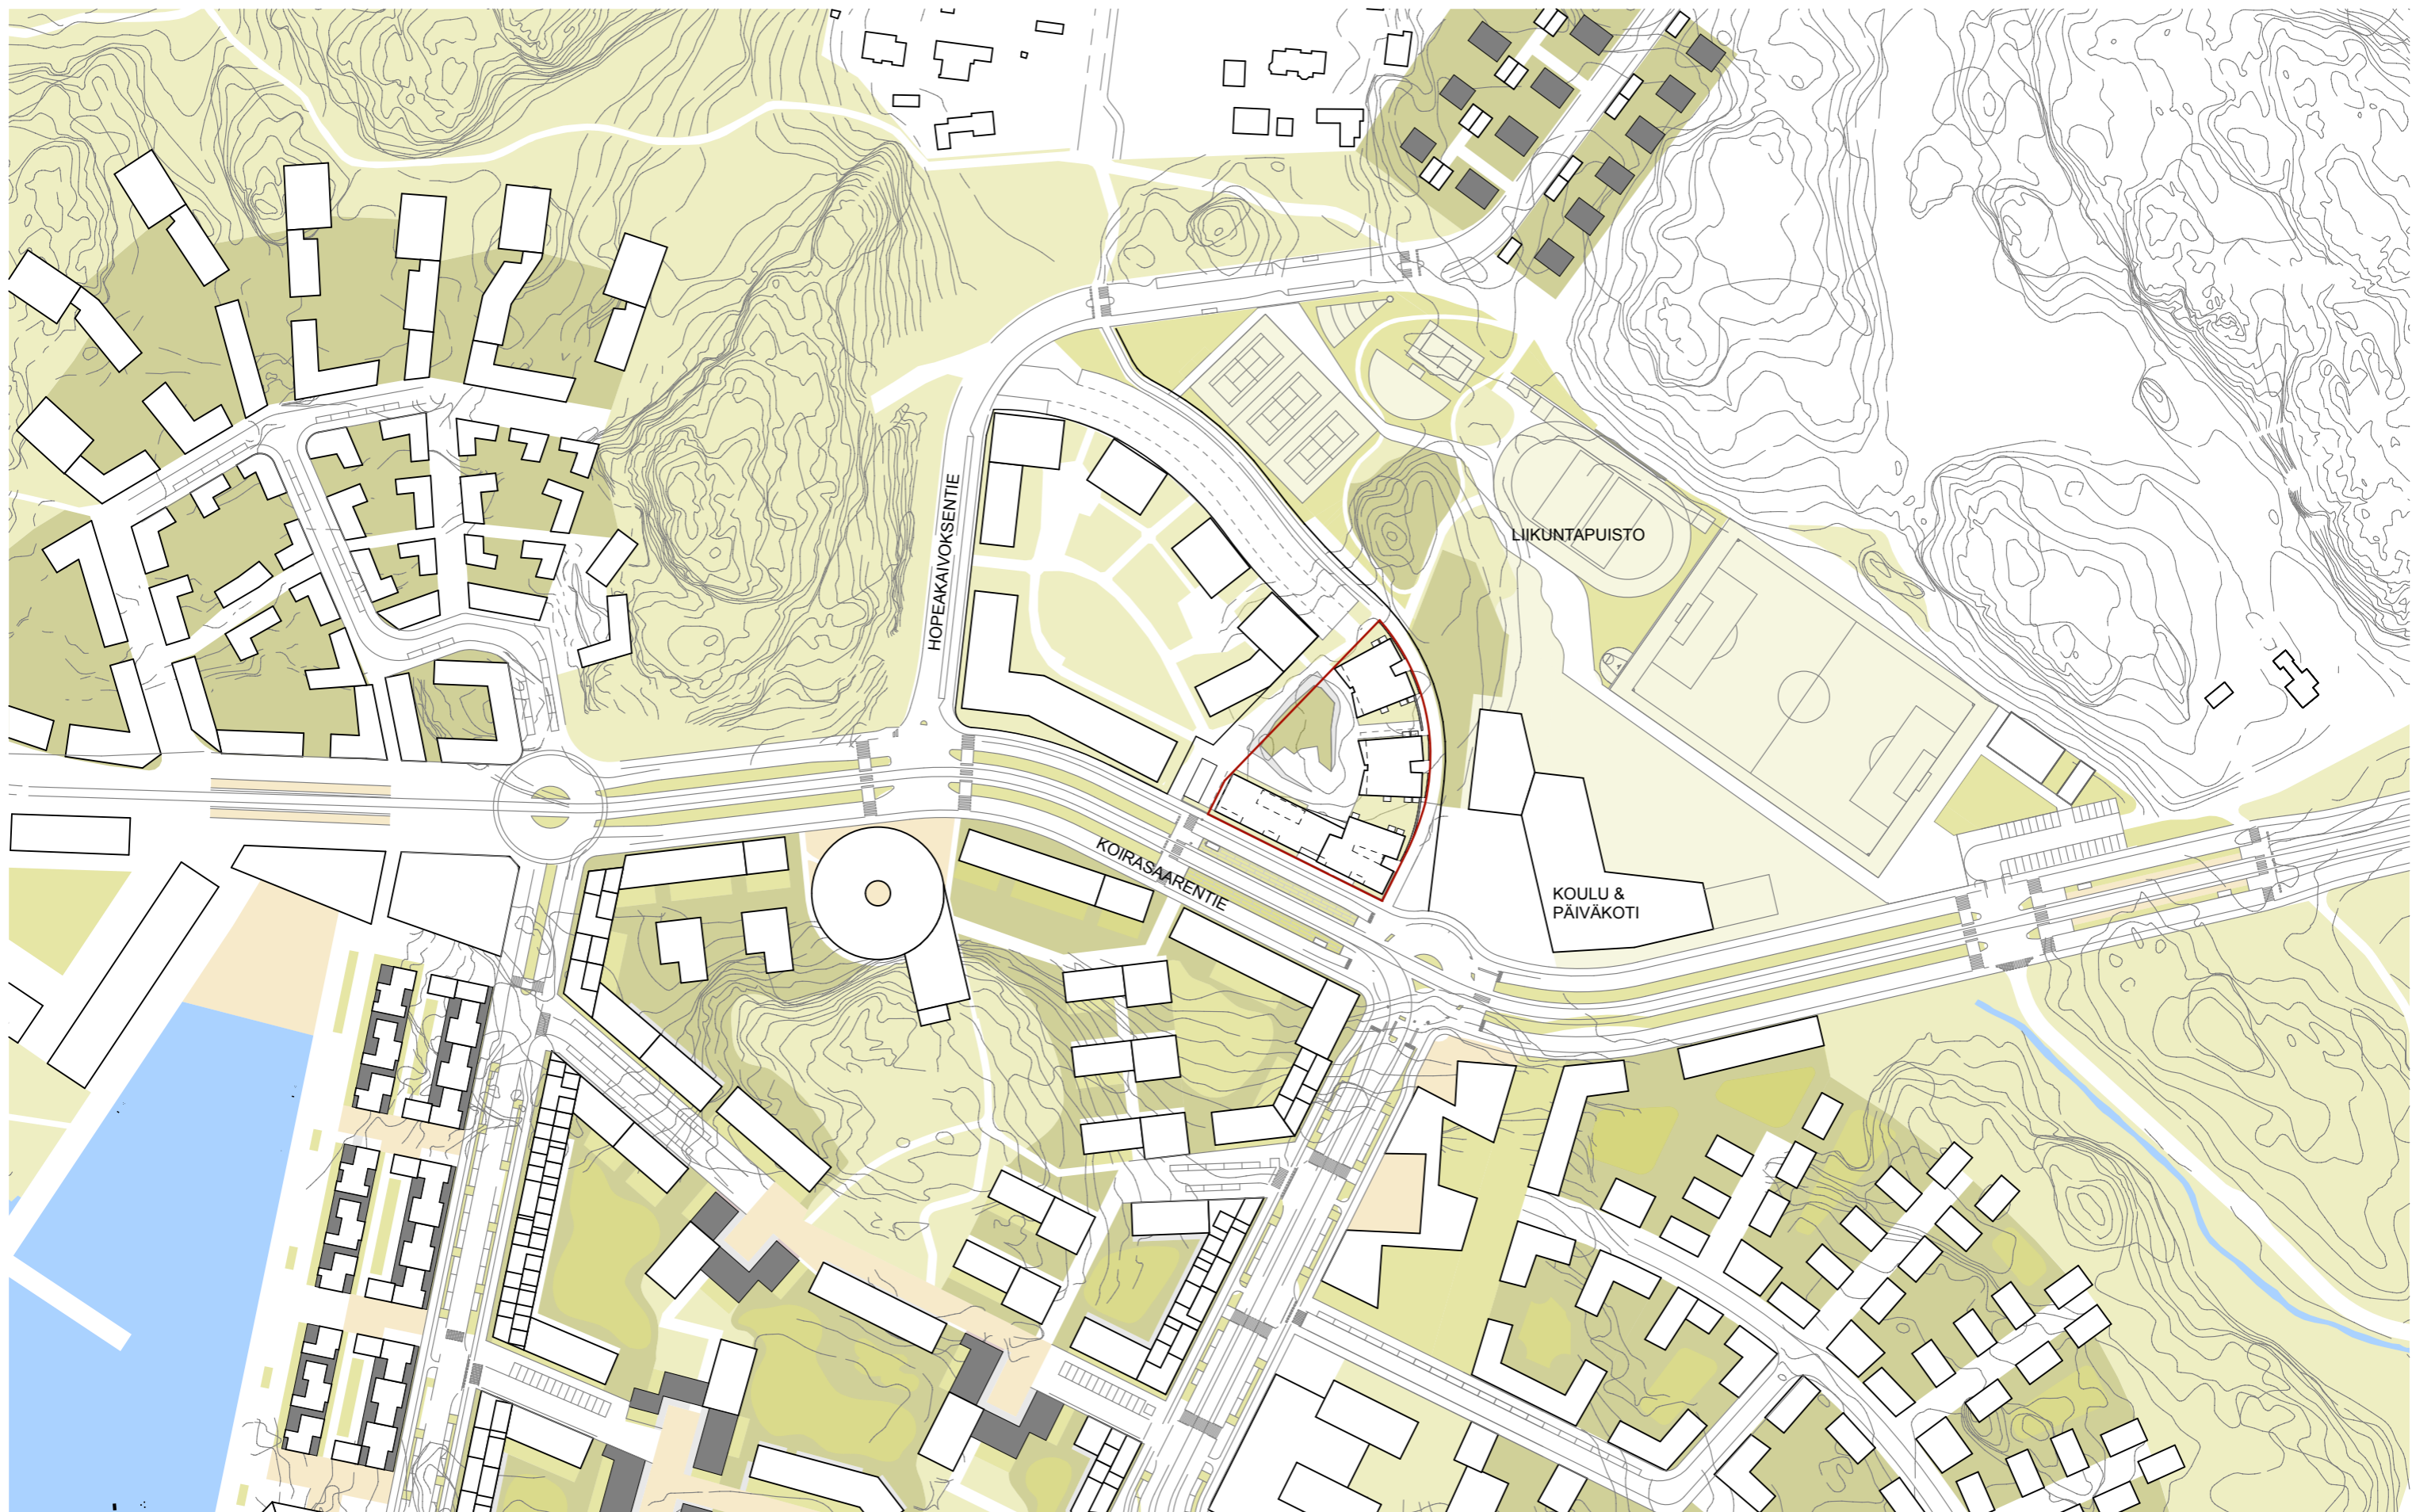 HOPEAKAIVOKSENTIE
LIIKUNTAPUISTO
KOIRASAARENTIE
KOULU &
PÄIVÄKOTI